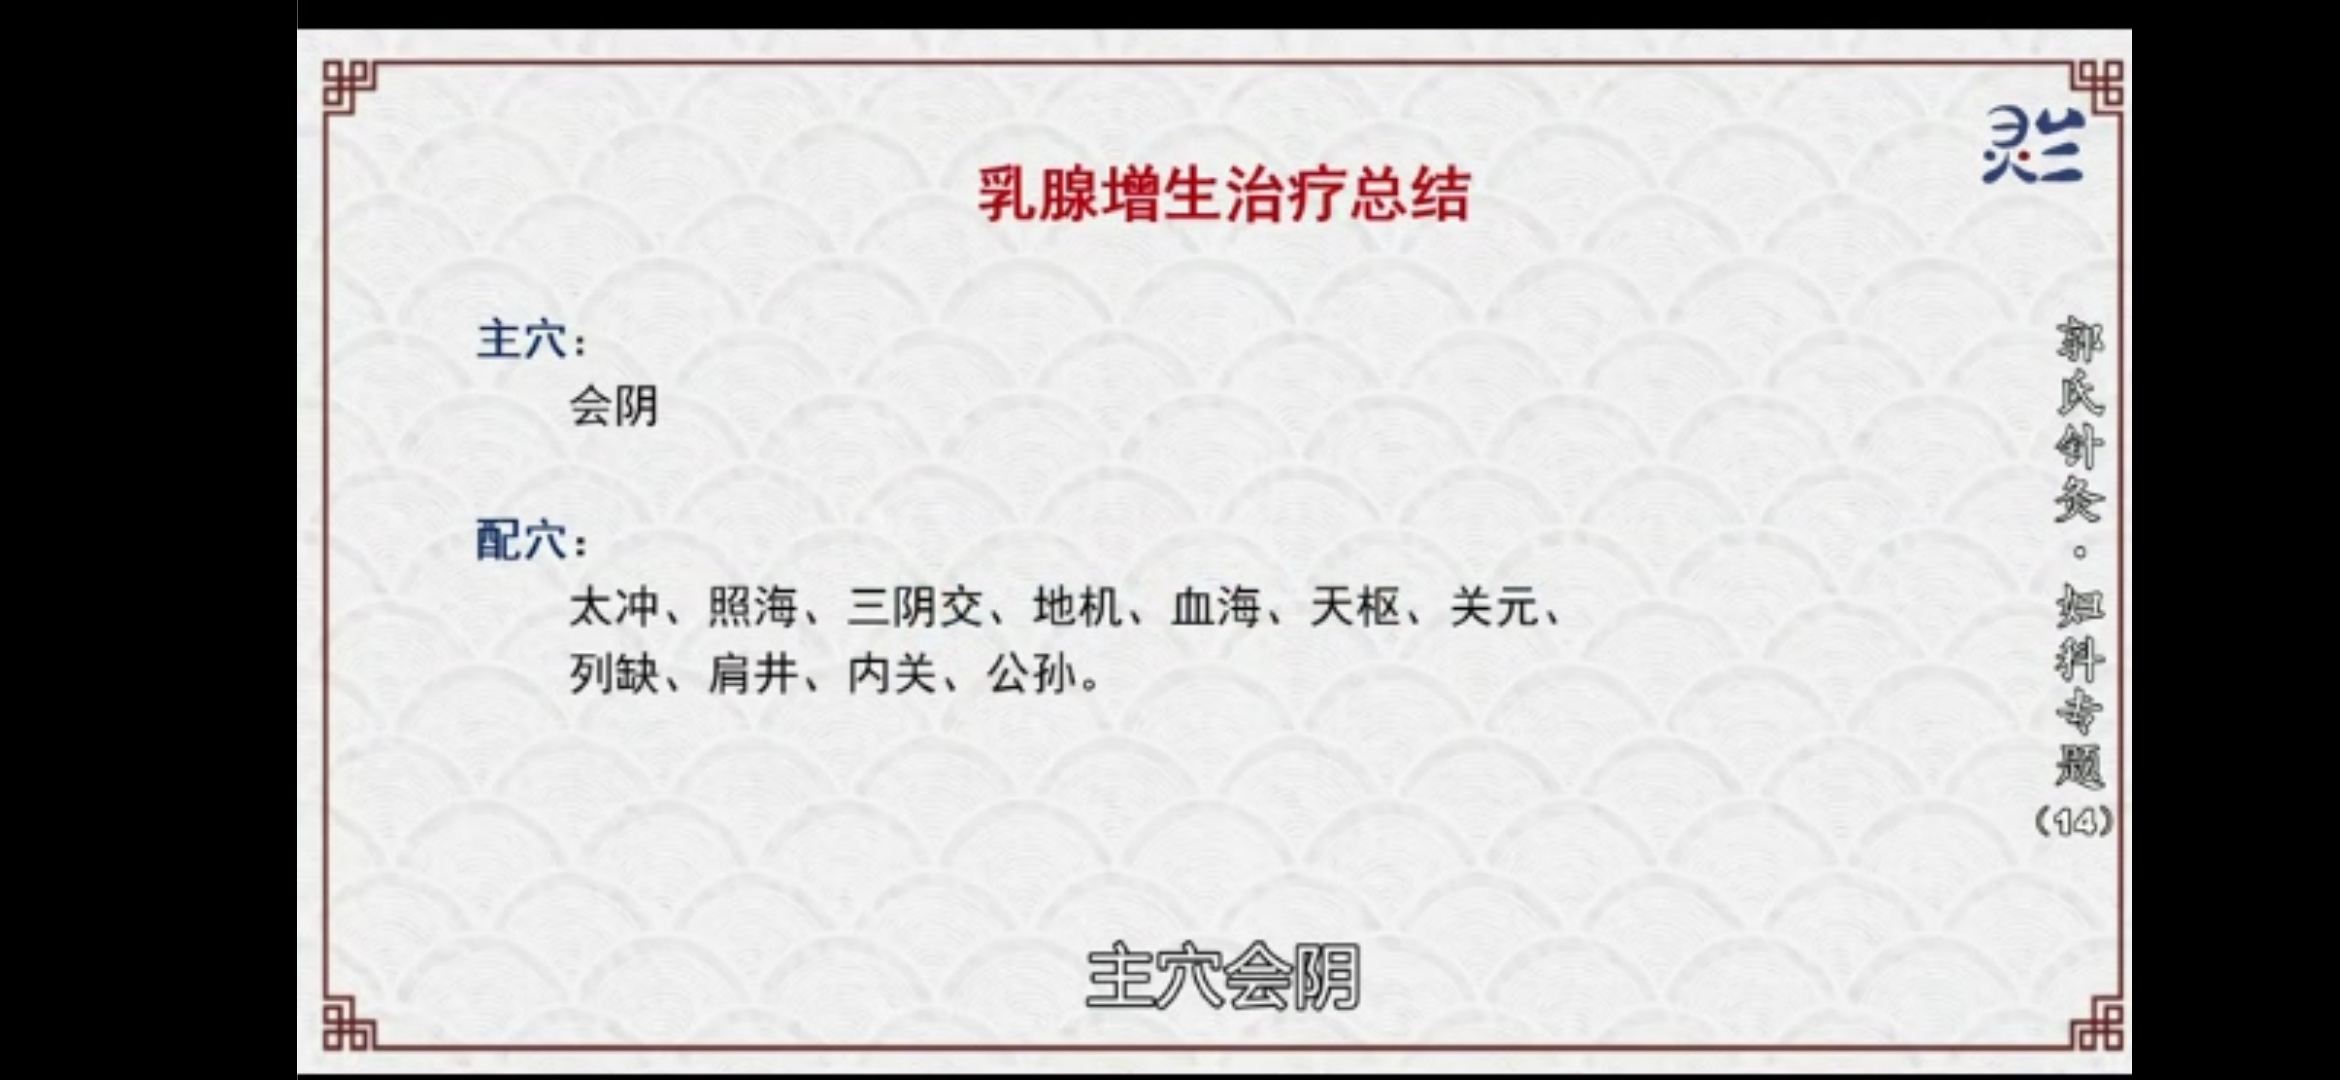 乳腺增生治疗总结
主穴：
会阴
配穴：
太冲、照海、三阴交、地机、血海、天枢、关元、
列缺、肩井、内关、公孙。
郭氏针灸·妇科专题(14)
主穴会阴